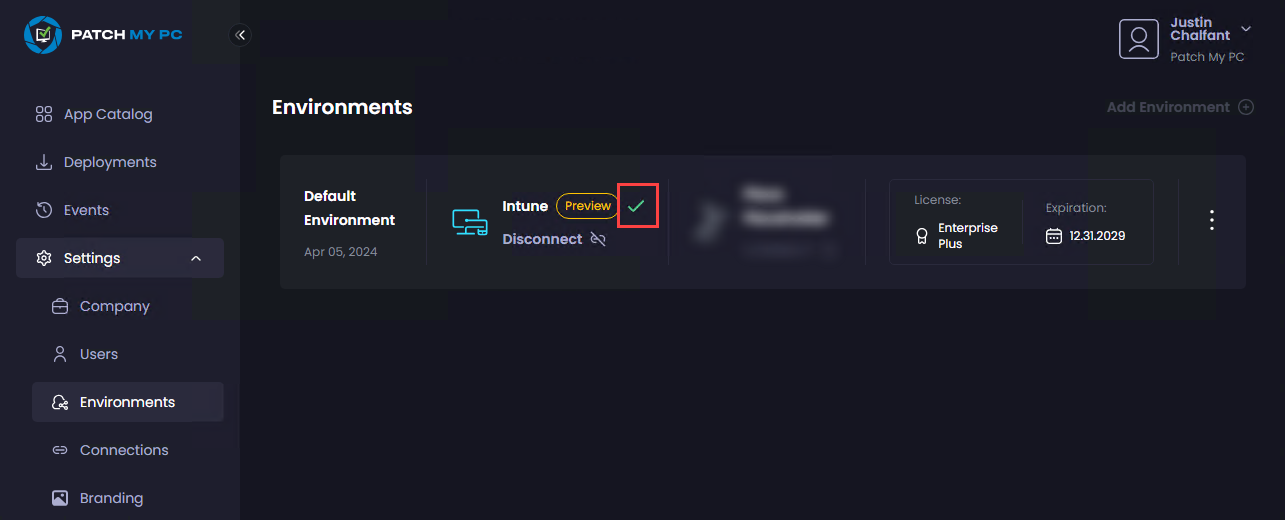 PATCH MY PC
Justin
Chalfant
Patch My PC
App Catalog
Deployments
Events
Settings
Company
Users
Environments
Connections
Branding
Environments
Add Environment
Default
Environment
Apr 05, 2024
Intune
Preview
Disconnect
License:
Enterprise
Plus
Expiration:
12.31.2029